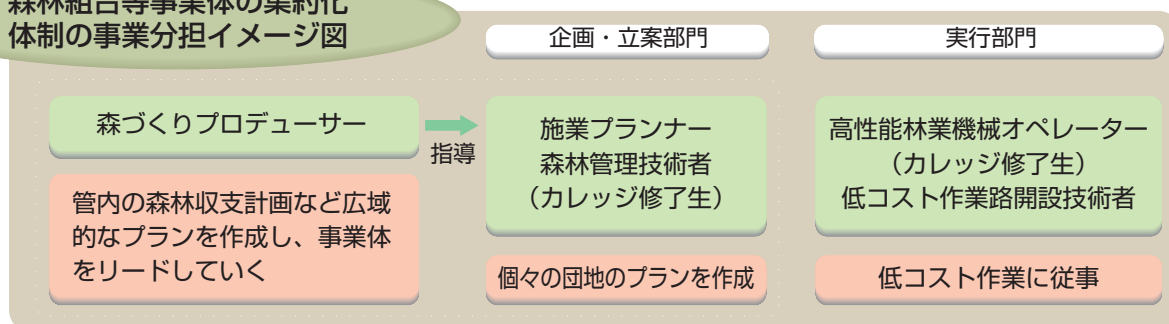 森林組合等事業体の集約化
体制の事業分担イメージ図
企画・立案部門
実行部門
森づくりプロデューサー
指導
施業プランナー
森林管理技術者
（カレッジ修了生）
高性能林業機械オペレーター
（カレッジ修了生）
低コスト作業路開設技術者
管内の森林収支計画など広域
的なプランを作成し、事業体
をリードしていく
個々の団地のプランを作成
低コスト作業に従事